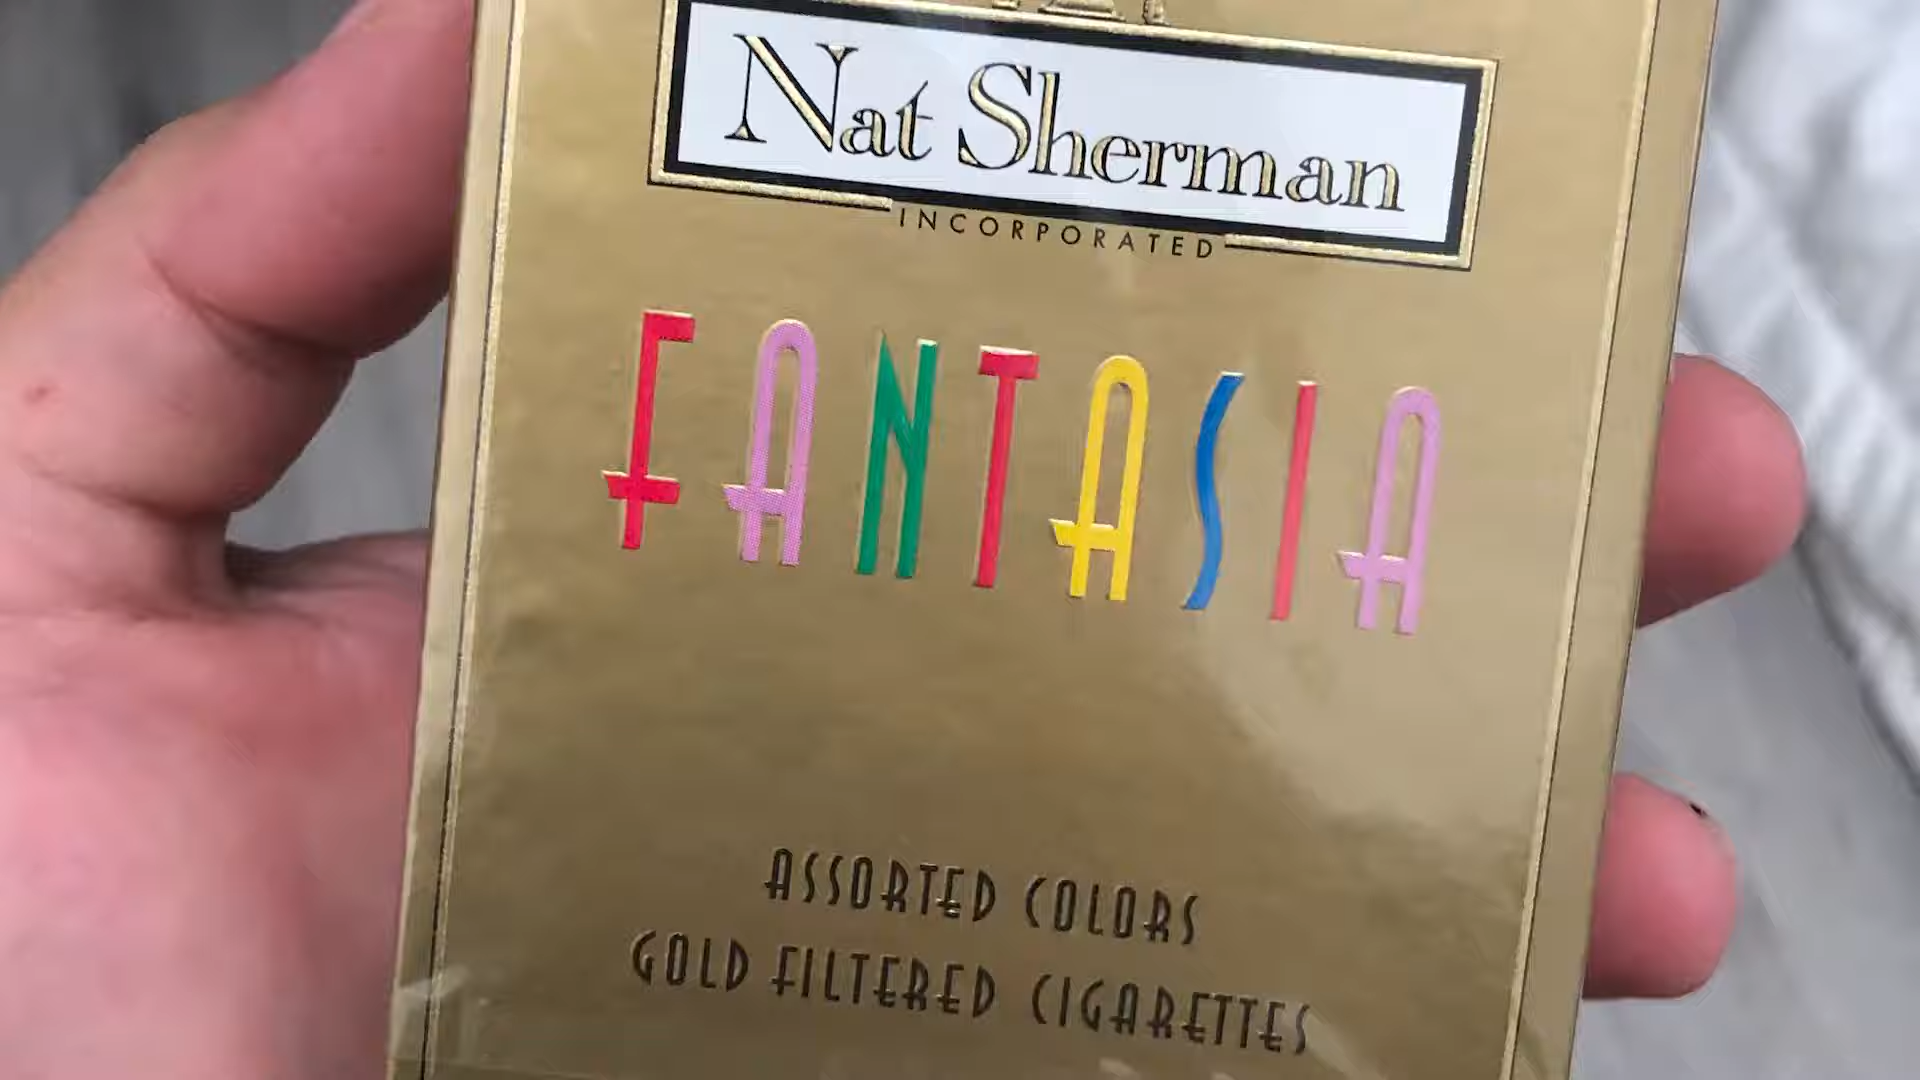 Nat Sherman
INCORPORATED
FANTASIA
ASSORTED COLORS
GOLD FILTERED CIGARETTES